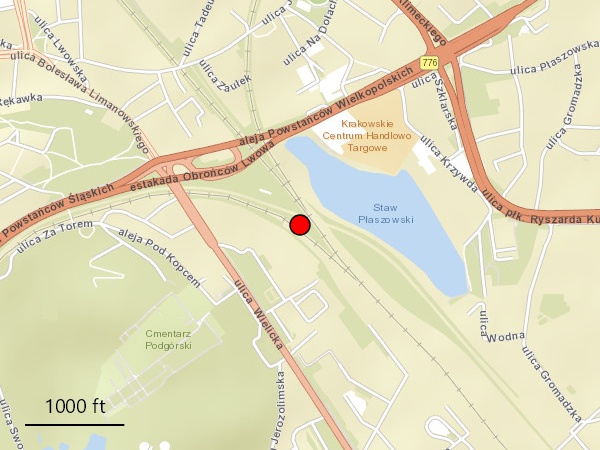 ulica Tade
ulica Na Dołach
Klimeckiego
ulica Lwowska
ulica Bolesława Limanowskiego
ulica Zaułek
776
ulica Płaszowska
Rękawka
aleja Powstańców Wielkopolskich
ulica Szklarska
ulica Gromadzka
Krakowskie
Centrum Handlowo
Targowe
ulica Krzywda
estakada Obrońców Lwowa
Powstańców Śląskich
ulica Za Torem
aleja Pod Kopcem
Staw
Płaszowski
ulica Płk Ryszarda Ku
ulica Wielicka
Cmentarz
Podgórski
ulica
Wodna
ulica Gromadzka
1000 ft
Jerozolimska
ulica Swo